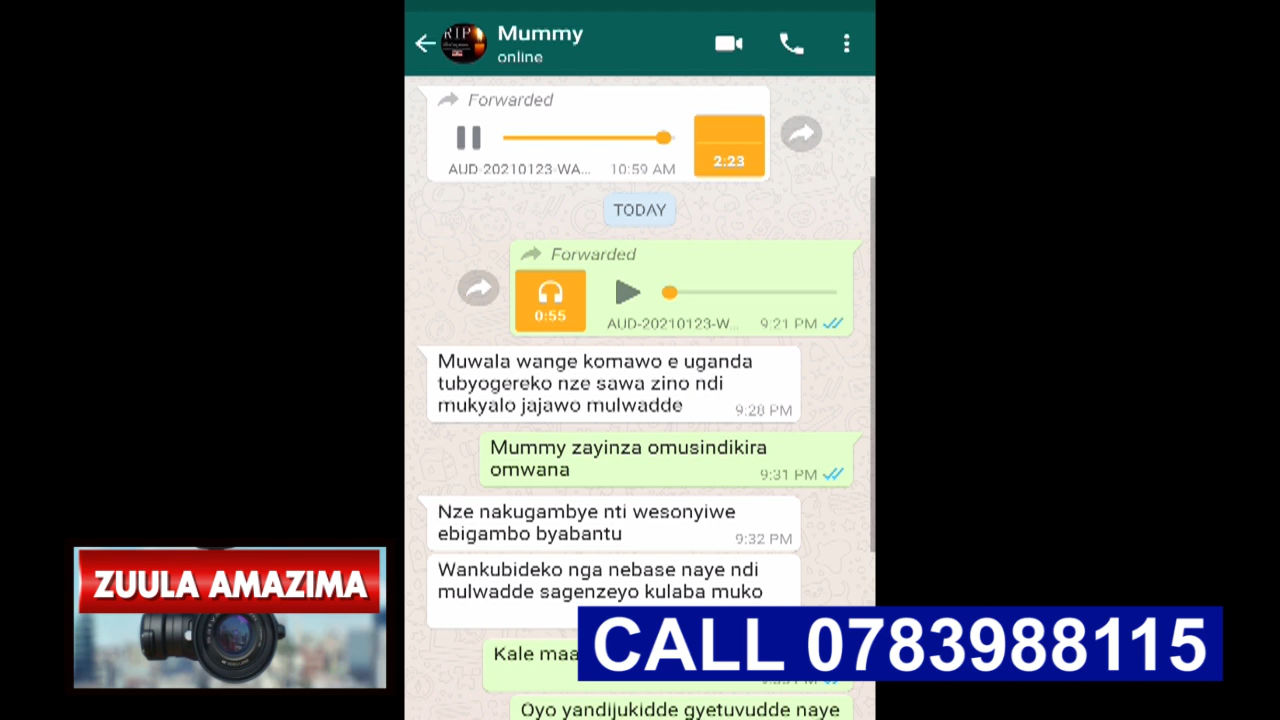 RIP
Mummy
online
Forwarded
AUD-20210123-WA... 10:59 AM
2:23
TODAY
Forwarded
0:55
AUD-20210123-W... 9:21 PM
Muwala wange komawo e uganda
tubyogereko nze sawa zino ndi
mukyalo jajawo mulwadde 9:28 PM
Mummy zayinza omusindikira
omwana 9:31 PM
Nze nakugambye nti wesonyiwe
ebigambo byabantu 9:32 PM
Wankubideko nga nebase naye ndi
mulwadde sagenzeyo kulaba muko
Kale maa
Oyo yandijukidde gyetuvudde naye
ZUULA AMAZIMA
CALL 0783988115